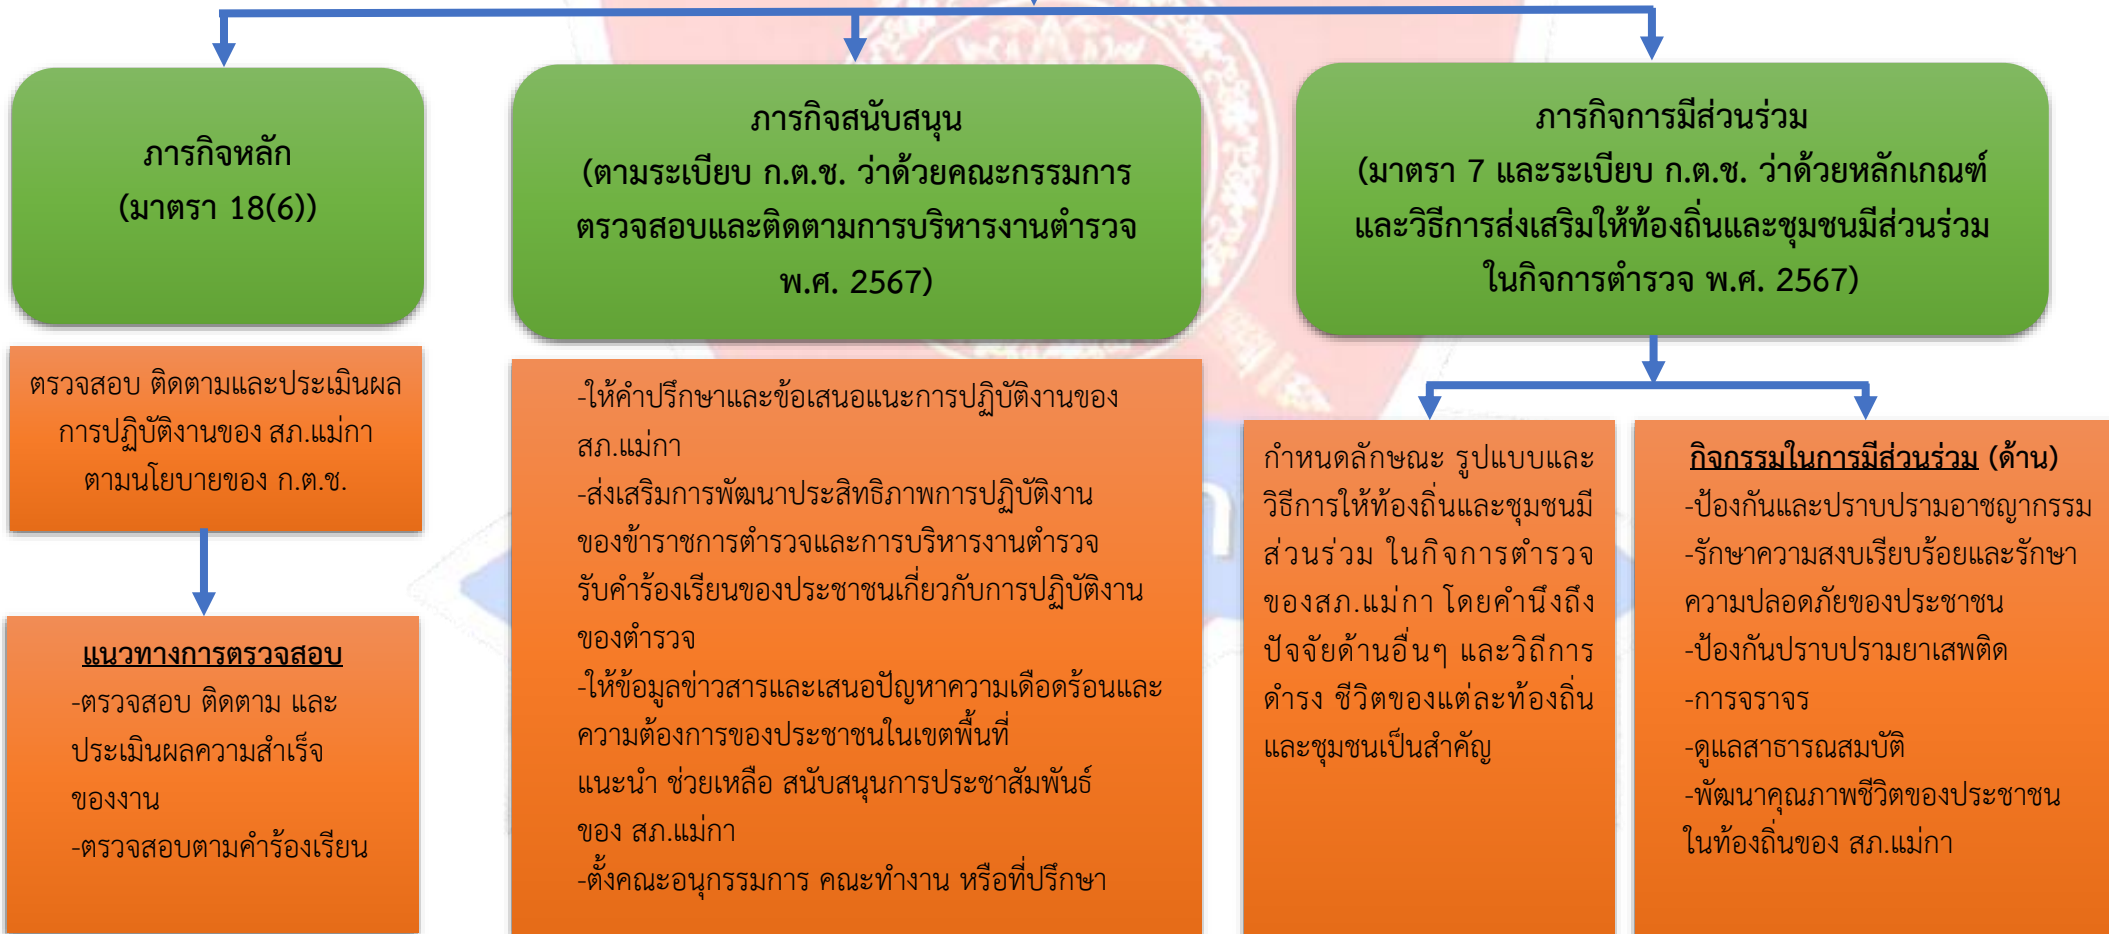 ภารกิจหลัก
(มาตรา 18(6))
ตรวจสอบ ติดตามและประเมินผล
การปฏิบัติงานของ สภ.แม่กา
ตามนโยบายของ ก.ต.ช.
แนวทางการตรวจสอบ
-ตรวจสอบ ติดตาม และ
ประเมินผลความสำเร็จ
ของงาน
-ตรวจสอบตามคำร้องเรียน
ภารกิจสนับสนุน
(ตามระเบียบ ก.ต.ช. ว่าด้วยคณะกรรมการ
ตรวจสอบและติดตามการบริหารงานตำรวจ
พ.ศ. 2567)
-ให้คำปรึกษาและข้อเสนอแนะการปฏิบัติงานของ
สภ.แม่กา
-ส่งเสริมการพัฒนาประสิทธิภาพการปฏิบัติงาน
ของข้าราชการตำรวจและการบริหารงานตำรวจ
รับคำร้องเรียนของประชาชนเกี่ยวกับการปฏิบัติงาน
ของตำรวจ
-ให้ข้อมูลข่าวสารและเสนอปัญหาความเดือดร้อนและ
ความต้องการของประชาชนในเขตพื้นที่
แนะนำ ช่วยเหลือ สนับสนุนการประชาสัมพันธ์
ของ สภ.แม่กา
-ตั้งคณะอนุกรรมการ คณะทำงาน หรือที่ปรึกษา
ภารกิจการมีส่วนร่วม
(มาตรา 7 และระเบียบ ก.ต.ช. ว่าด้วยหลักเกณฑ์
และวิธีการส่งเสริมให้ท้องถิ่นและชุมชนมีส่วนร่วม
ในกิจการตำรวจ พ.ศ. 2567)
กำหนดลักษณะ รูปแบบและ
วิธีการให้ท้องถิ่นและชุมชนมี
ส่วนร่วม ในกิจการตำรวจ
ของสภ.แม่กา โดยคำนึงถึง
ปัจจัยด้านอื่นๆ และวิถีการ
ดำรง ชีวิตของแต่ละท้องถิ่น
และชุมชนเป็นสำคัญ
กิจกรรมในการมีส่วนร่วม (ด้าน)
-ป้องกันและปราบปรามอาชญากรรม
-รักษาความสงบเรียบร้อยและรักษา
ความปลอดภัยของประชาชน
-ป้องกันปราบปรามยาเสพติด
-การจราจร
-ดูแลสาธารณสมบัติ
-พัฒนาคุณภาพชีวิตของประชาชน
ในท้องถิ่นของ สภ.แม่กา